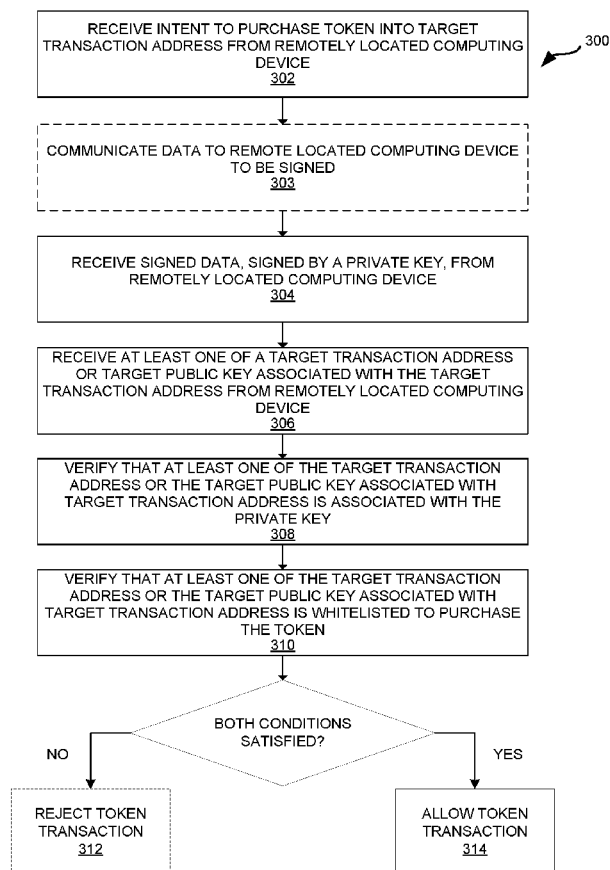 RECEIVE INTENT TO PURCHASE TOKEN INTO TARGET
TRANSACTION ADDRESS FROM REMOTELY LOCATED COMPUTING
DEVICE
302
300
COMMUNICATE DATA TO REMOTE LOCATED COMPUTING DEVICE
TO BE SIGNED
303
RECEIVE SIGNED DATA, SIGNED BY A PRIVATE KEY, FROM
REMOTELY LOCATED COMPUTING DEVICE
304
RECEIVE AT LEAST ONE OF A TARGET TRANSACTION ADDRESS
OR TARGET PUBLIC KEY ASSOCIATED WITH THE TARGET
TRANSACTION ADDRESS FROM REMOTELY LOCATED COMPUTING
DEVICE
306
VERIFY THAT AT LEAST ONE OF THE TARGET TRANSACTION
ADDRESS OR THE TARGET PUBLIC KEY ASSOCIATED WITH
TARGET TRANSACTION ADDRESS IS ASSOCIATED WITH THE
PRIVATE KEY
308
VERIFY THAT AT LEAST ONE OF THE TARGET TRANSACTION
ADDRESS OR THE TARGET PUBLIC KEY ASSOCIATED WITH
TARGET TRANSACTION ADDRESS IS WHITELISTED TO PURCHASE
THE TOKEN
310
BOTH CONDITIONS
SATISFIED?
NO
YES
REJECT TOKEN
TRANSACTION
312
ALLOW TOKEN
TRANSACTION
314